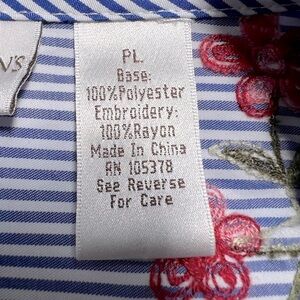 PL
Base:
100%Polyester
Embroidery:
100%Rayon
Made In China
RN 105378
See Reverse
For Care